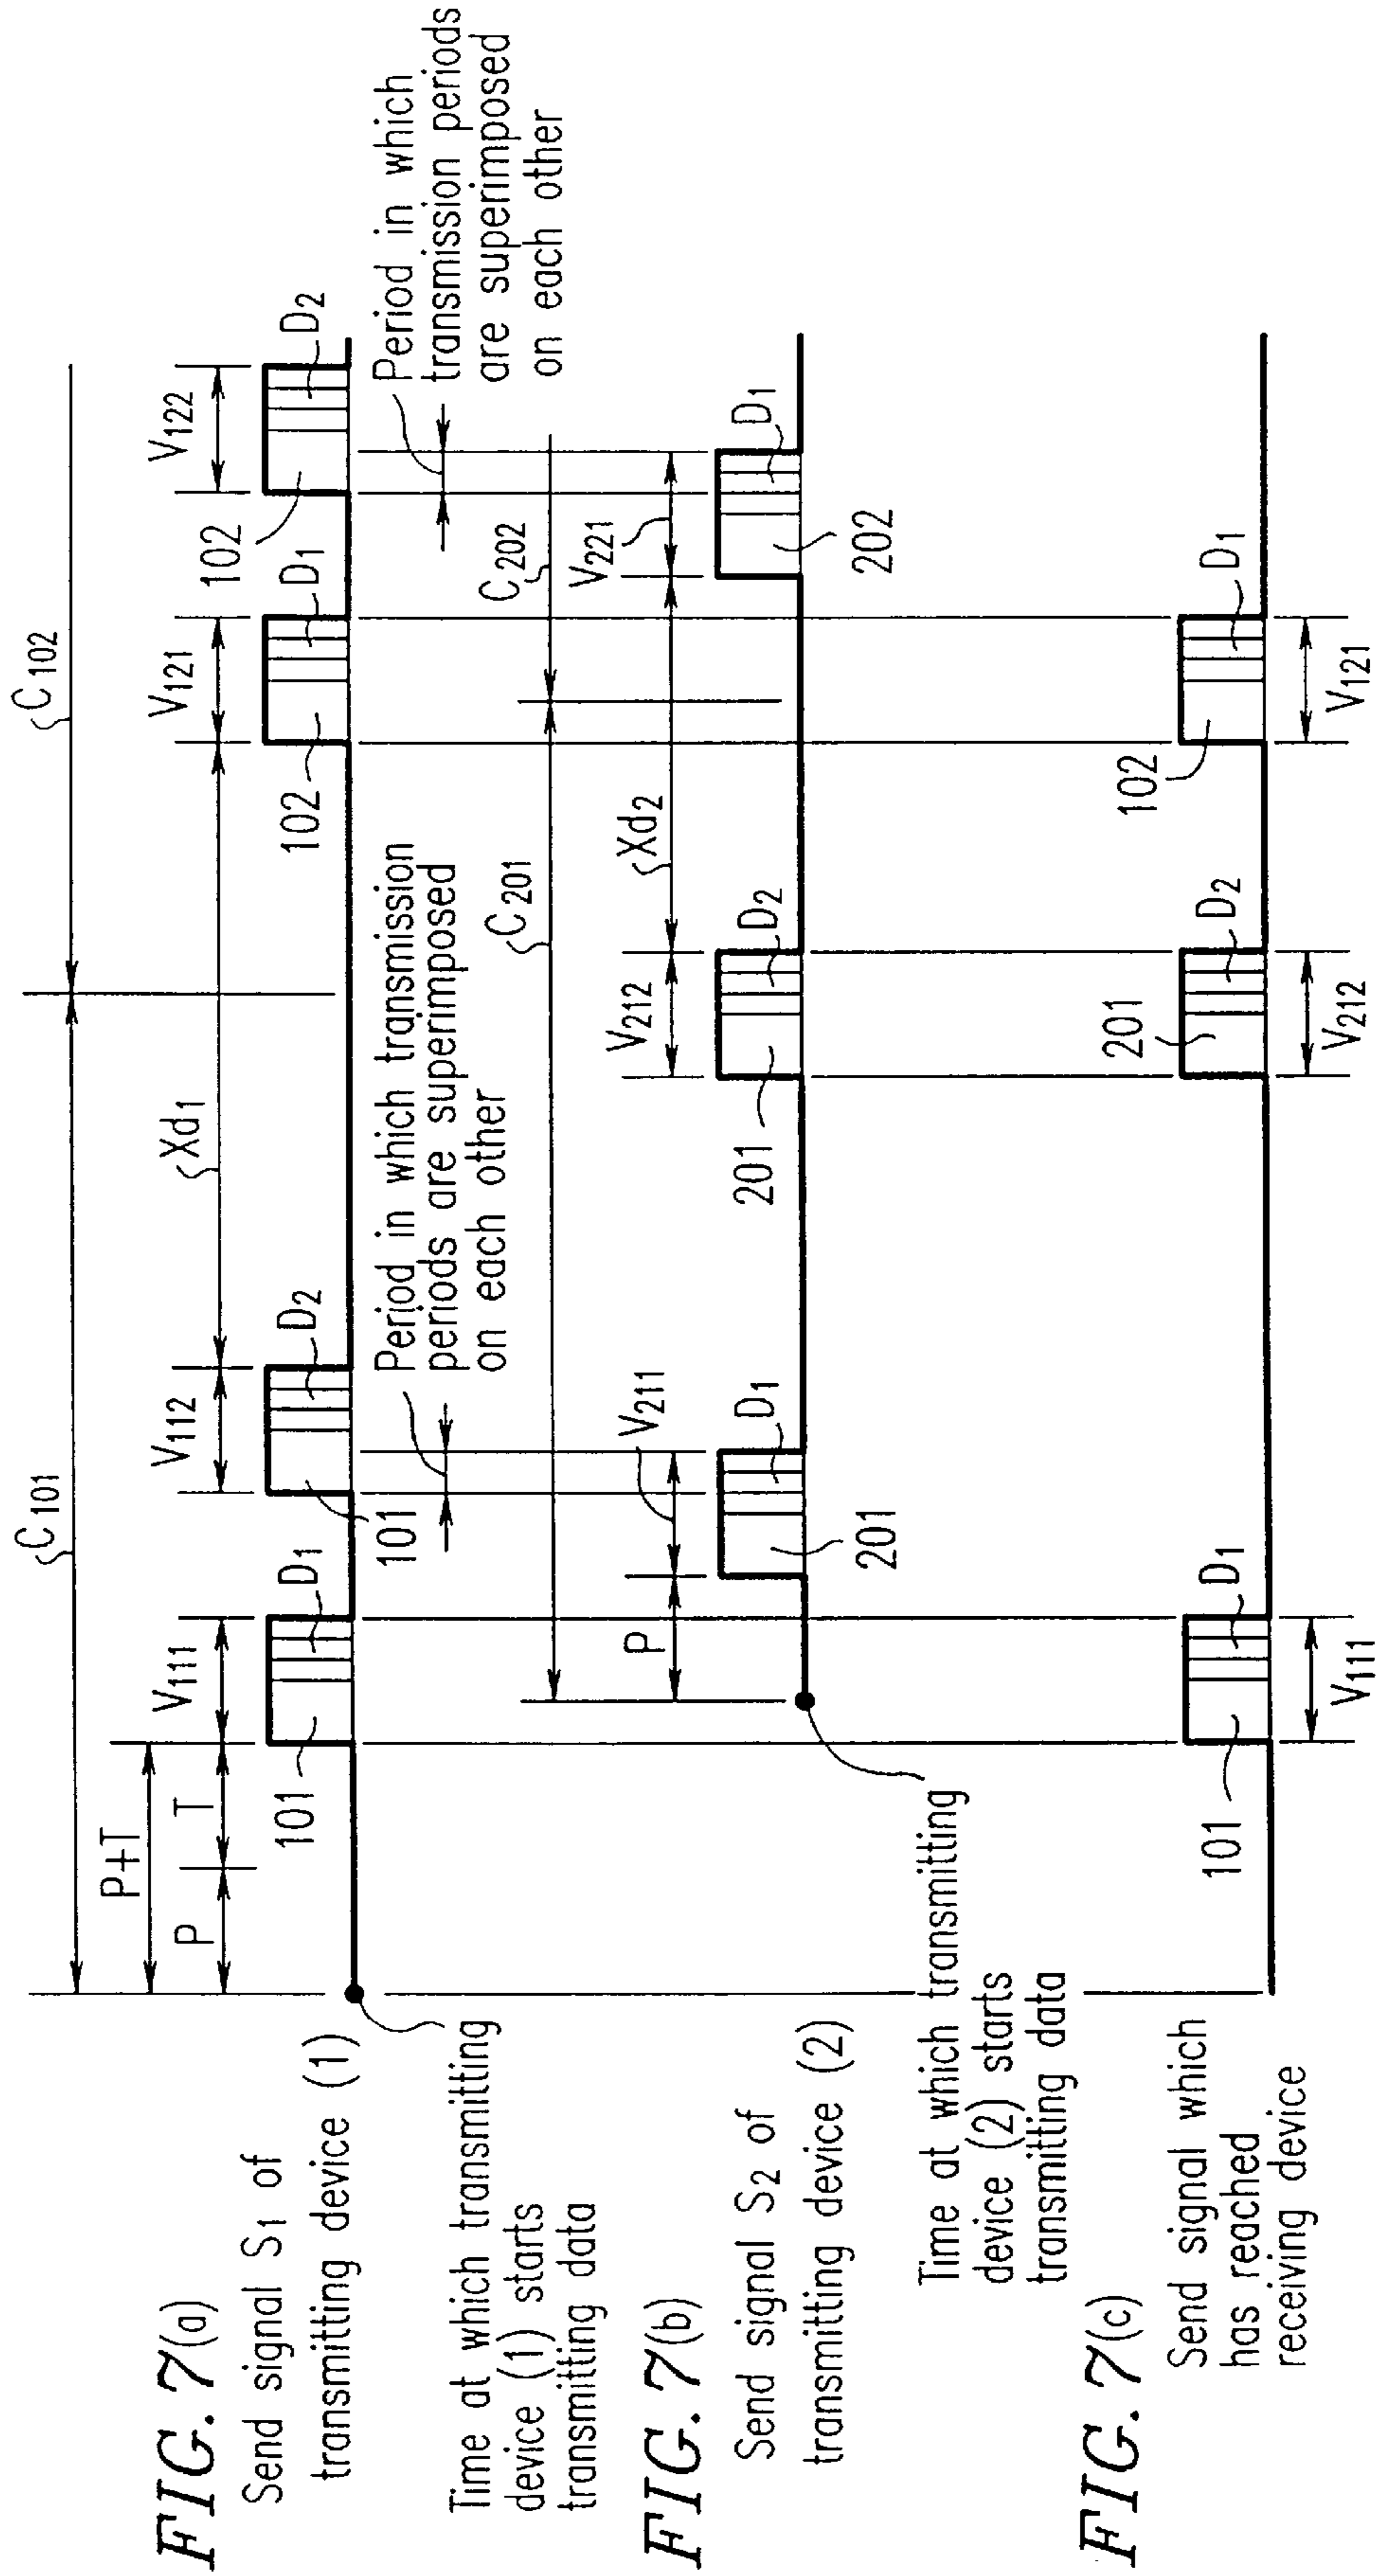 FIG. 7(a)
Send signal S1 of
transmitting device (1)
Time at which transmitting
device (1) starts
transmitting data
C101
C102
P+T
P
T
V111
V112
Xd1
V121
V122
101
D1
101
D2
102
D1
102
D2
Period in which transmission
periods are superimposed
on each other
Period in which
transmission periods
are superimposed
on each other
FIG. 7(b)
Send signal S2 of
transmitting device (2)
Time at which transmitting
device (2) starts
transmitting data
C201
C202
P
V211
V212
Xd2
V221
201
D1
201
D2
202
D1
FIG. 7(c)
Send signal which
has reached
receiving device
101
D1
201
D2
102
D1
V111
V212
V121